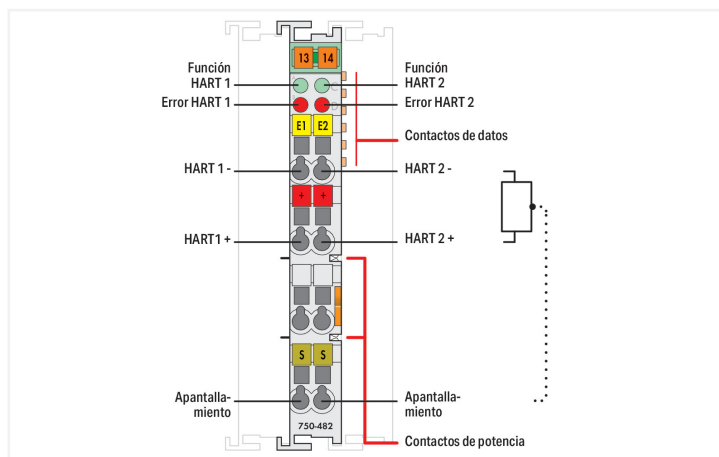 13 14
Función
HART 1
Función
HART 2
Error HART 1
Error HART 2
E1 E2
Contactos de datos
HART 1 -
HART 2 -
+ +
HART1 +
HART 2 +
S S
Apantalla-
miento
Apantalla-
miento
750-482
Contactos de potencia